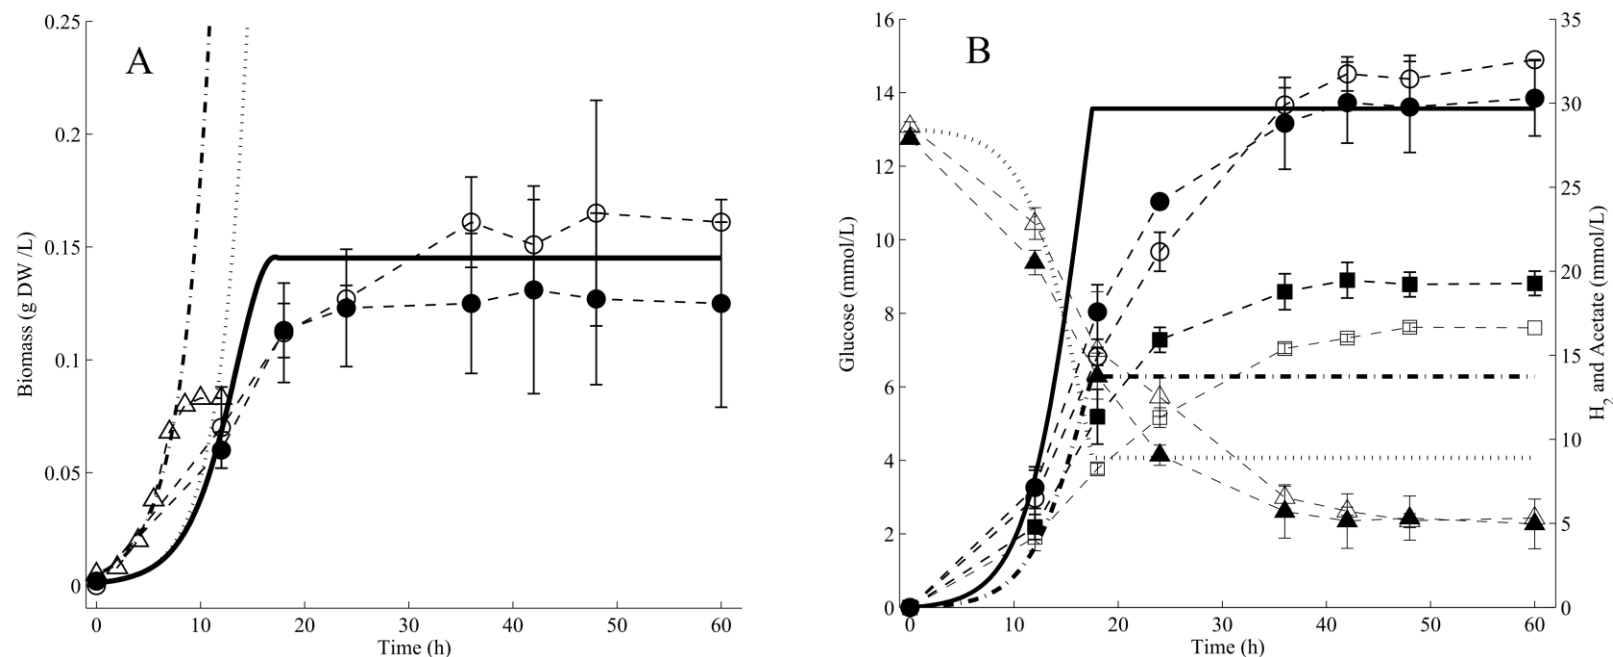 A
Biomass (g DW /L)
0.25
0.2
0.15
0.1
0.05
0
0 10 20 30 40 50 60
Time (h)
B
Glucose (mmol/L)
16
14
12
10
8
6
4
2
0
0 10 20 30 40 50 60
Time (h)
35
30
25
20
15
10
5
0
H2 and Acetate (mmol/L)